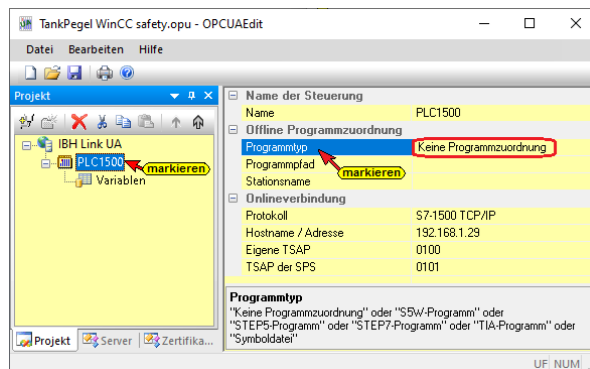 TankPegel WinCC safety.opu - OPCUAEdit
Datei Bearbeiten Hilfe
Projekt
IBH Link UA
PLC1500
markieren
Variablen
Projekt Server Zertifika...
Name der Steuerung
Name PLC1500
Offline Programmzuordnung
Programmtyp Keine Programmzuordnung
Programmpfad
markieren
Stationsname
Onlineverbindung
Protokoll S7-1500 TCP/IP
Hostname / Adresse 192.168.1.29
Eigene TSAP 0100
TSAP der SPS 0101
Programmtyp
"Keine Programmzuordnung" oder "S5W-Programm" oder
"STEP5-Programm" oder "STEP7-Programm" oder "TIA-Programm" oder
"Symboldatei"
UF NUM